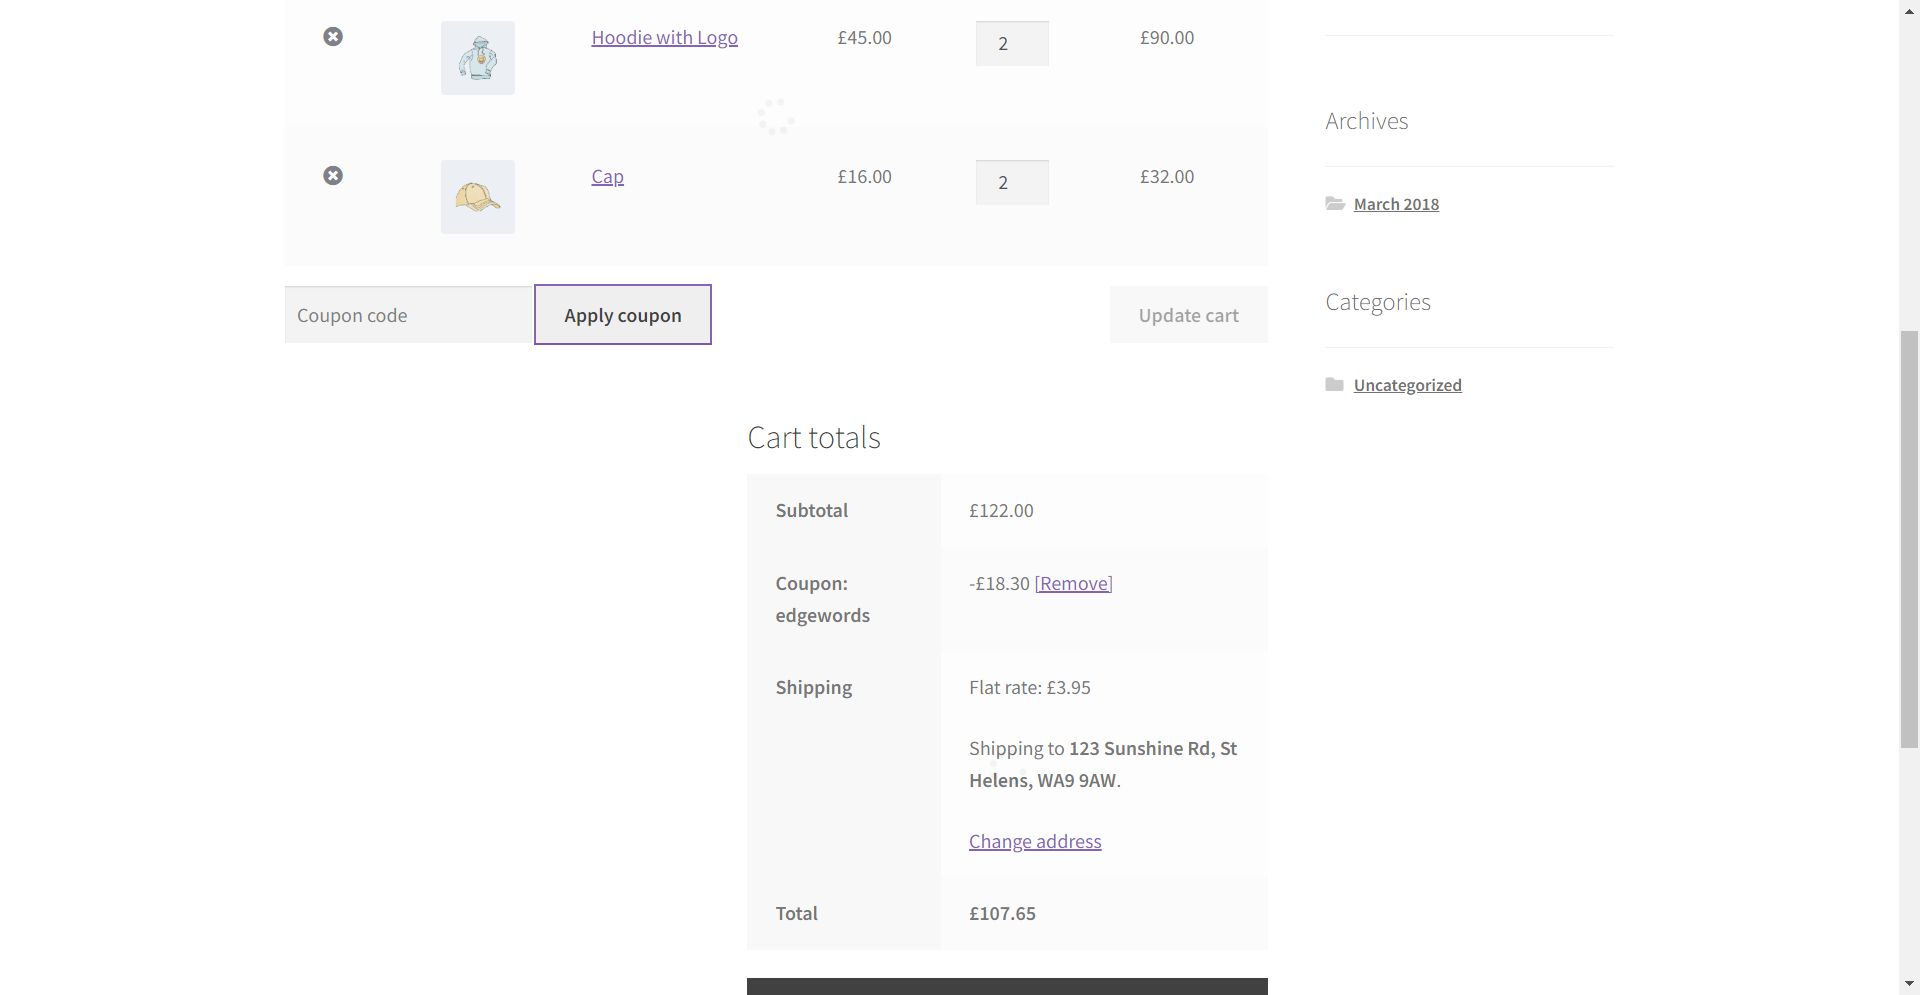 Hoodie with Logo £45.00 2 £90.00
Cap £16.00 2 £32.00
Coupon code Apply coupon Update cart
Cart totals
Subtotal £122.00
Coupon: -£18.30 [Remove]
edgewords
Shipping Flat rate: £3.95
Shipping to 123 Sunshine Rd, St
Helens, WA9 9AW.
Change address
Total £107.65
Archives
March 2018
Categories
Uncategorized